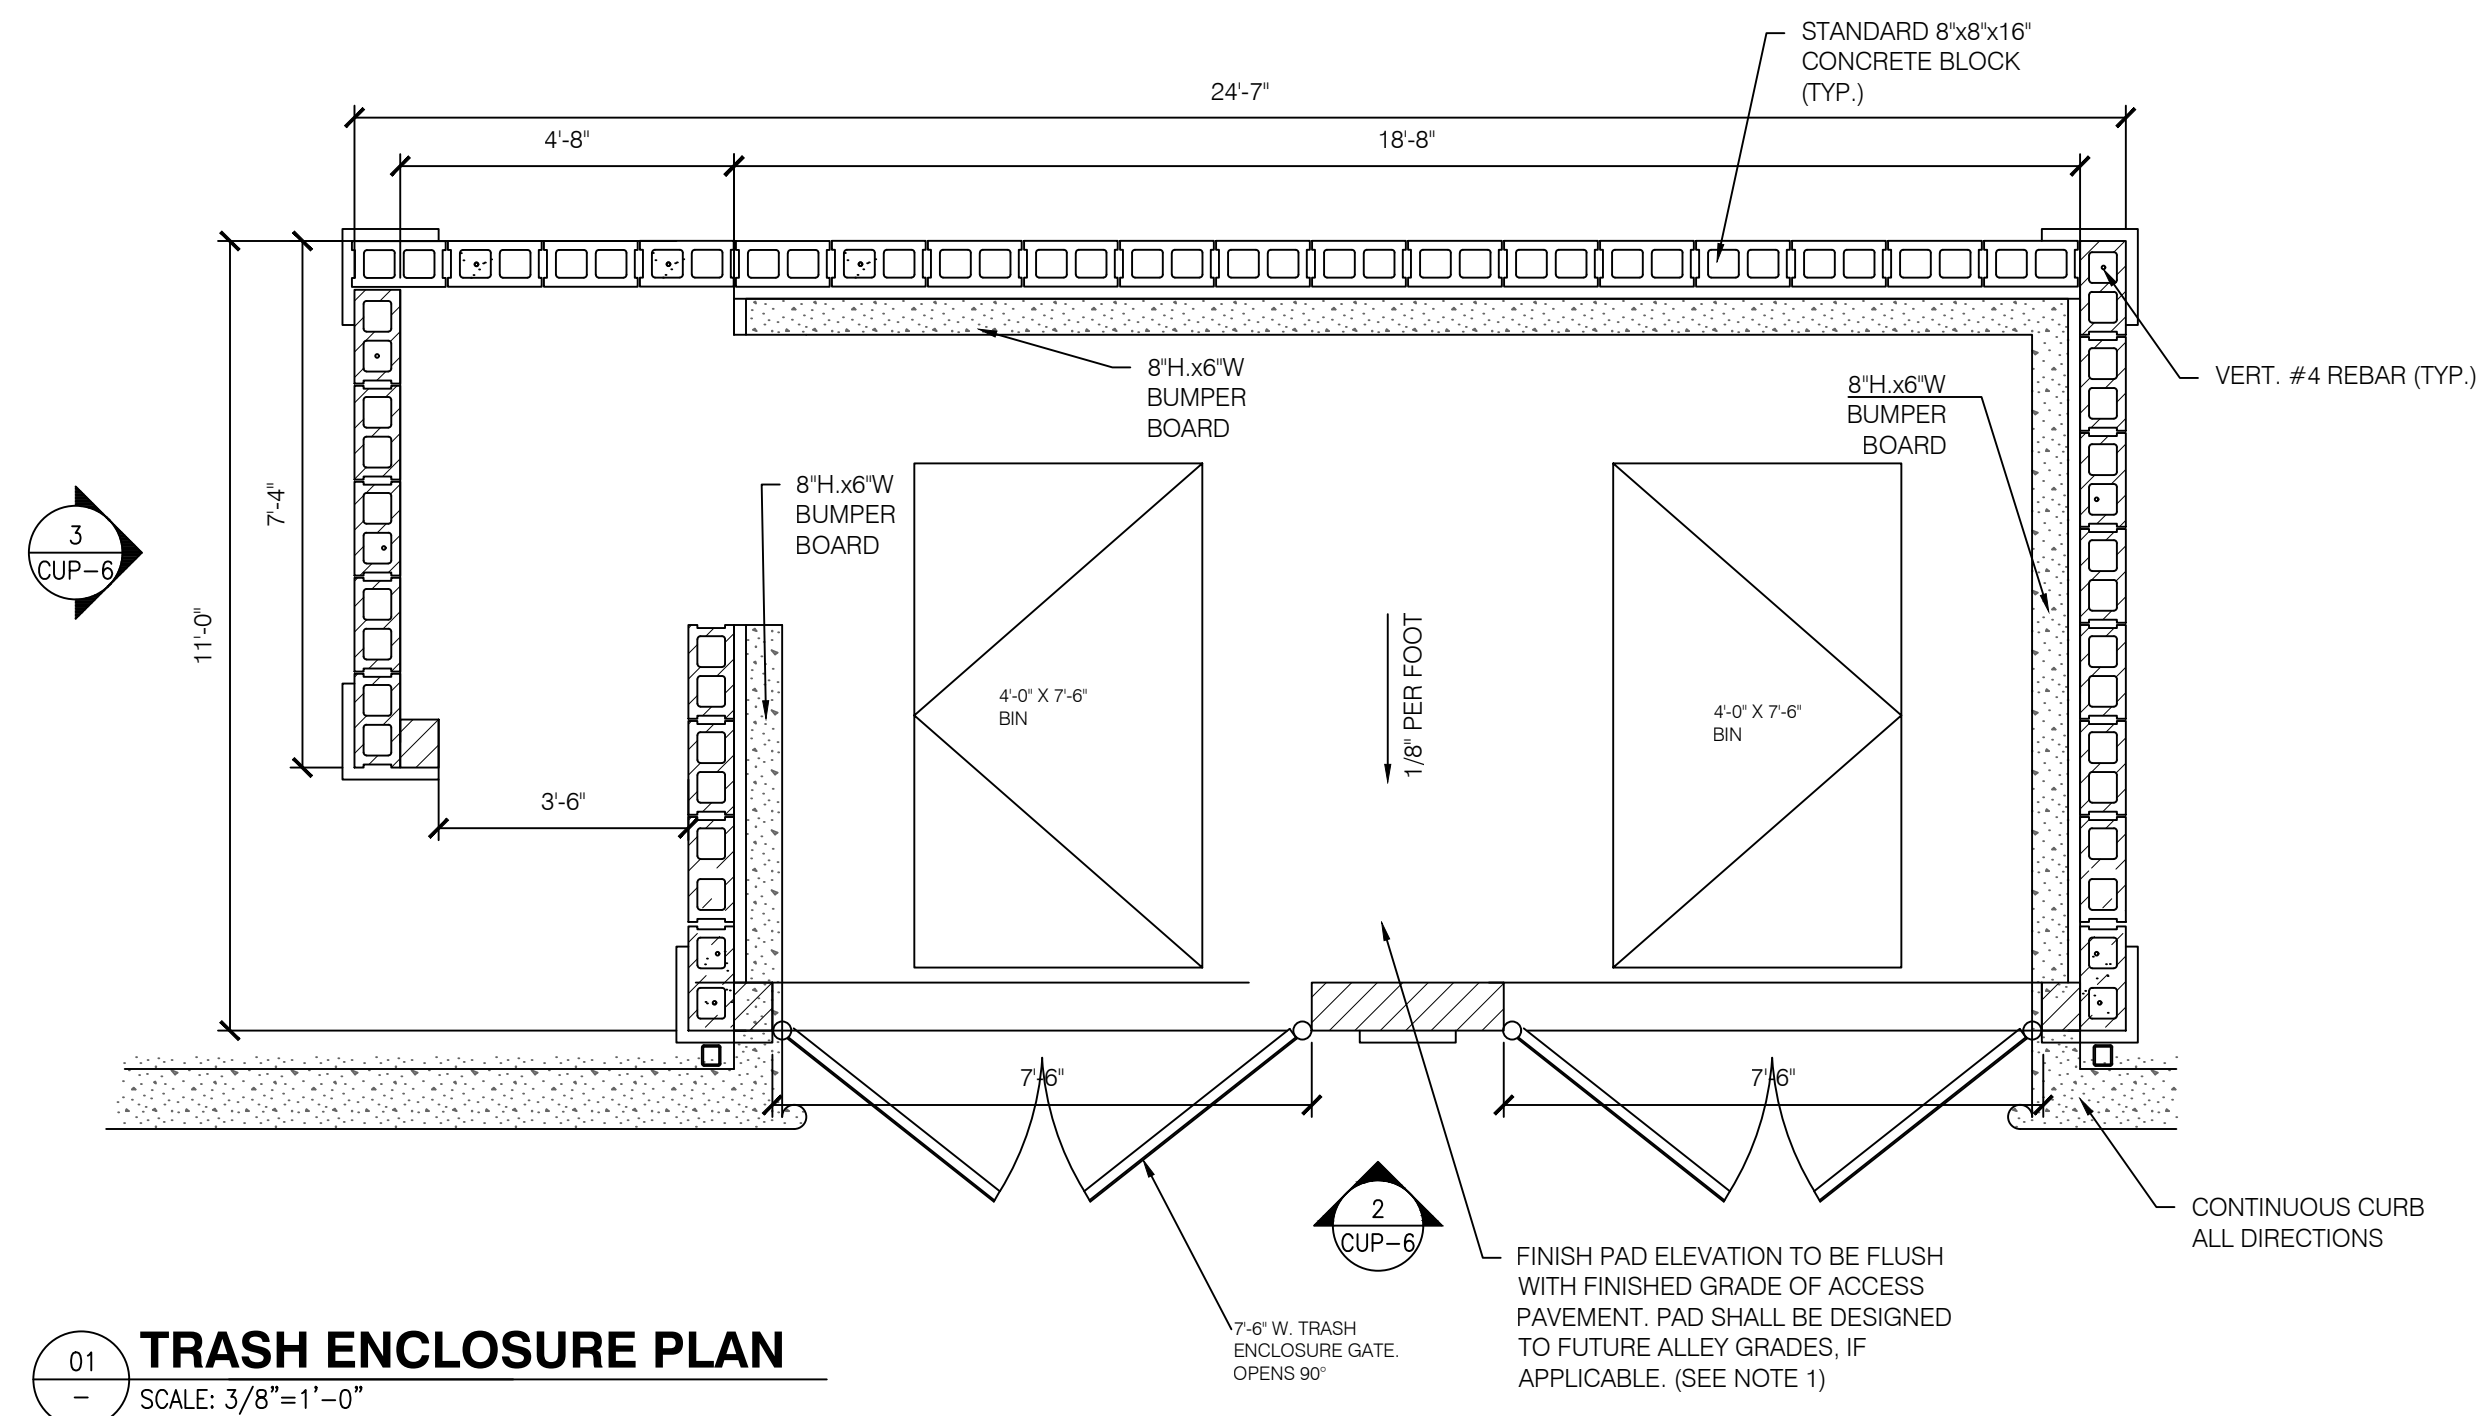 STANDARD 8"x8"x16"
CONCRETE BLOCK
(TYP.)
24'-7"
4'-8"
18'-8"
8"H.x6"W
BUMPER
BOARD
8"H.x6"W
BUMPER
BOARD
VERT. #4 REBAR (TYP.)
8"H.x6"W
BUMPER
BOARD
7'-4"
11'-0"
3
CUP-6
1/8" PER FOOT
4'-0" X 7'-6"
BIN
4'-0" X 7'-6"
BIN
3'-6"
7'-6"
7'-6"
2
CUP-6
CONTINUOUS CURB
ALL DIRECTIONS
FINISH PAD ELEVATION TO BE FLUSH
WITH FINISHED GRADE OF ACCESS
PAVEMENT. PAD SHALL BE DESIGNED
TO FUTURE ALLEY GRADES, IF
APPLICABLE. (SEE NOTE 1)
7'-6" W. TRASH
ENCLOSURE GATE.
OPENS 90°
01
-
TRASH ENCLOSURE PLAN
SCALE: 3/8"=1'-0"